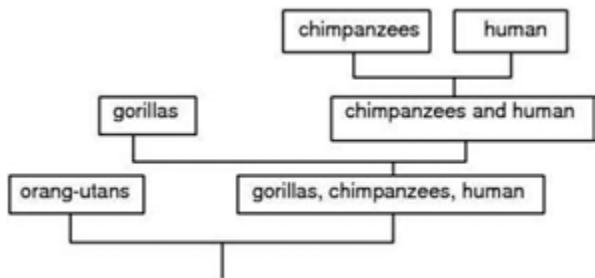 chimpanzees
human
gorillas
chimpanzees and human
orang-utans
gorillas, chimpanzees, human